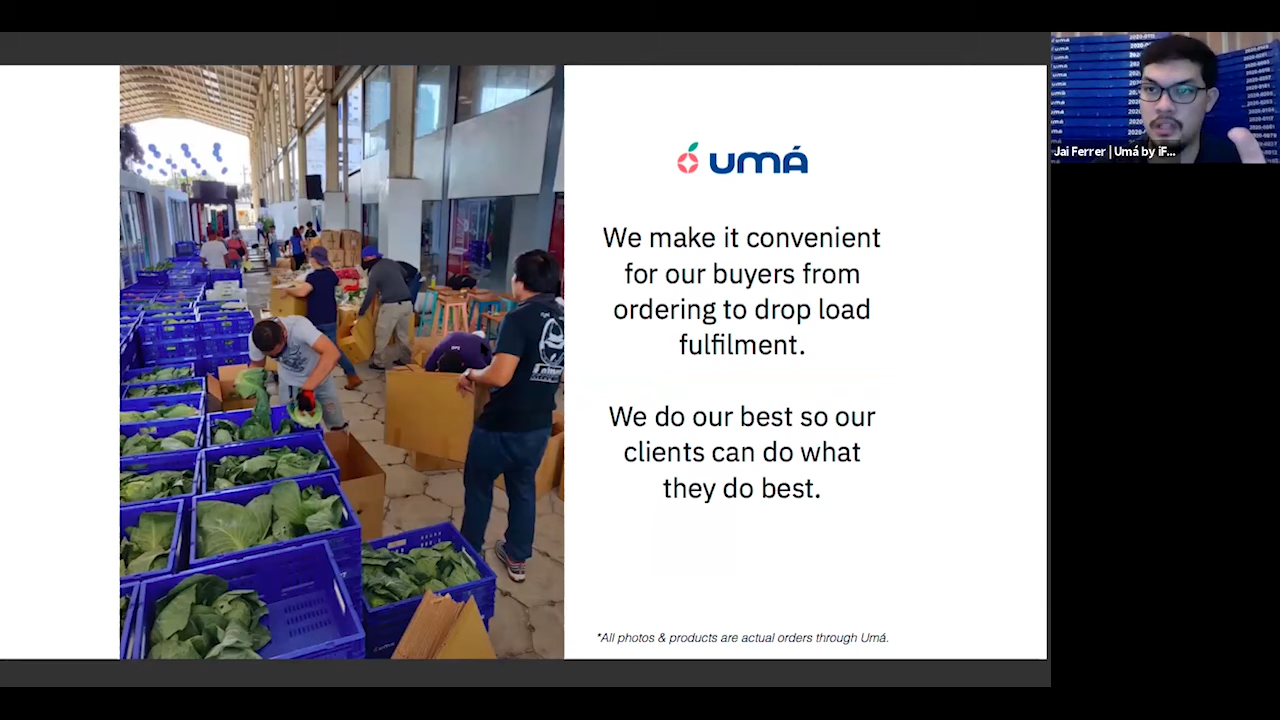 umá
We make it convenient
for our buyers from
ordering to drop load
fulfilment.
We do our best so our
clients can do what
they do best.
*All photos & products are actual orders through Umá.
Jai Ferrer | Umá by iF...